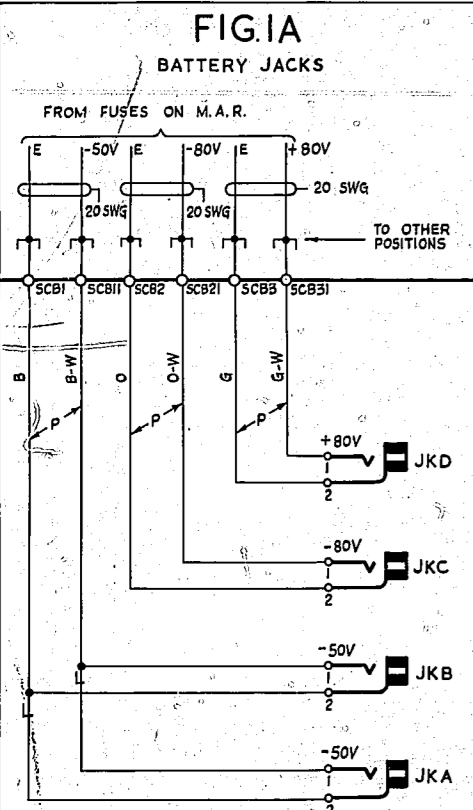 FIG.1A
BATTERY JACKS
FROM FUSES ON M.A.R.
E -50V E -80V E +80V
20 SWG 20 SWG 20 SWG
TO OTHER
POSITIONS
SCB1 SCB11 SCB2 SCB21 SCB3 SCB31
B B-W O O-W G G-W
P P P
+80V
1 JKD
2
-80V
1 JKC
2
-50V
1 JKB
2
-50V
1 JKA
2